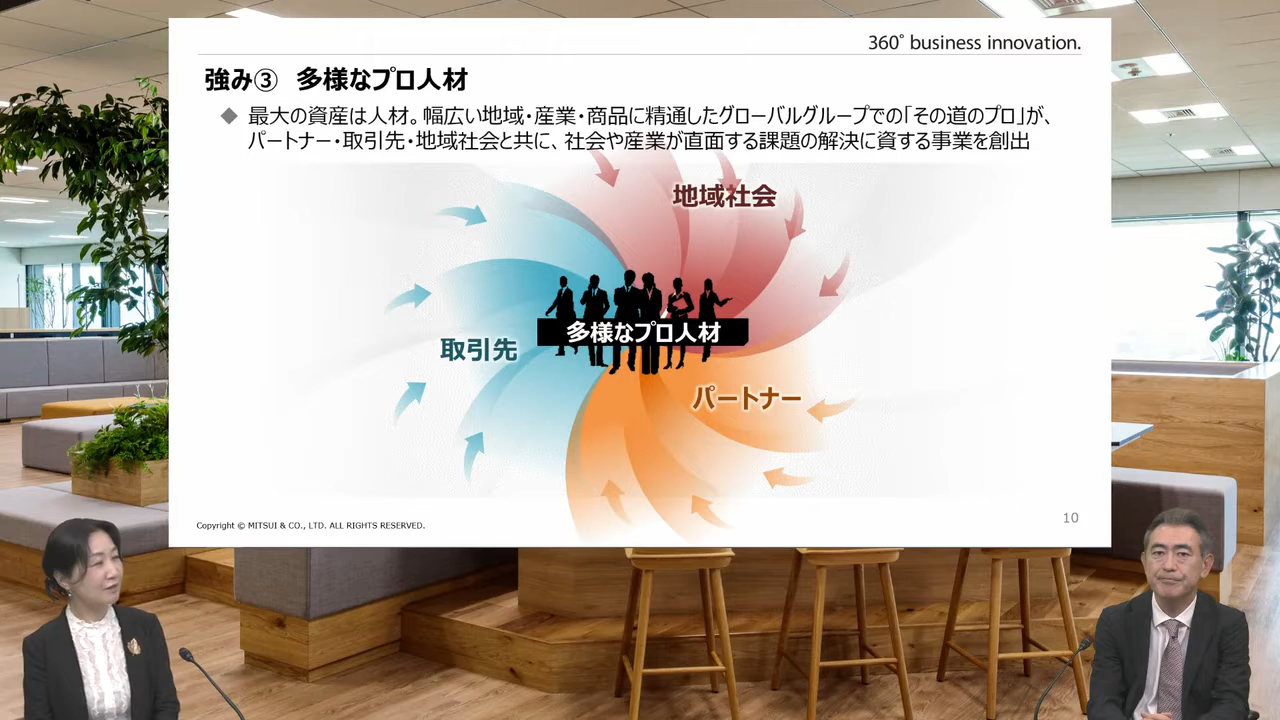 360° business innovation.
強み③ 多様なプロ人材
◆ 最大の資産は人材。幅広い地域・産業・商品に精通したグローバルグループでの「その道のプロ」が、
パートナー・取引先・地域社会と共に、社会や産業が直面する課題の解決に資する事業を創出
地域社会
多様なプロ人材
取引先
パートナー
Copyright © MITSUI & CO., LTD. ALL RIGHTS RESERVED.
10